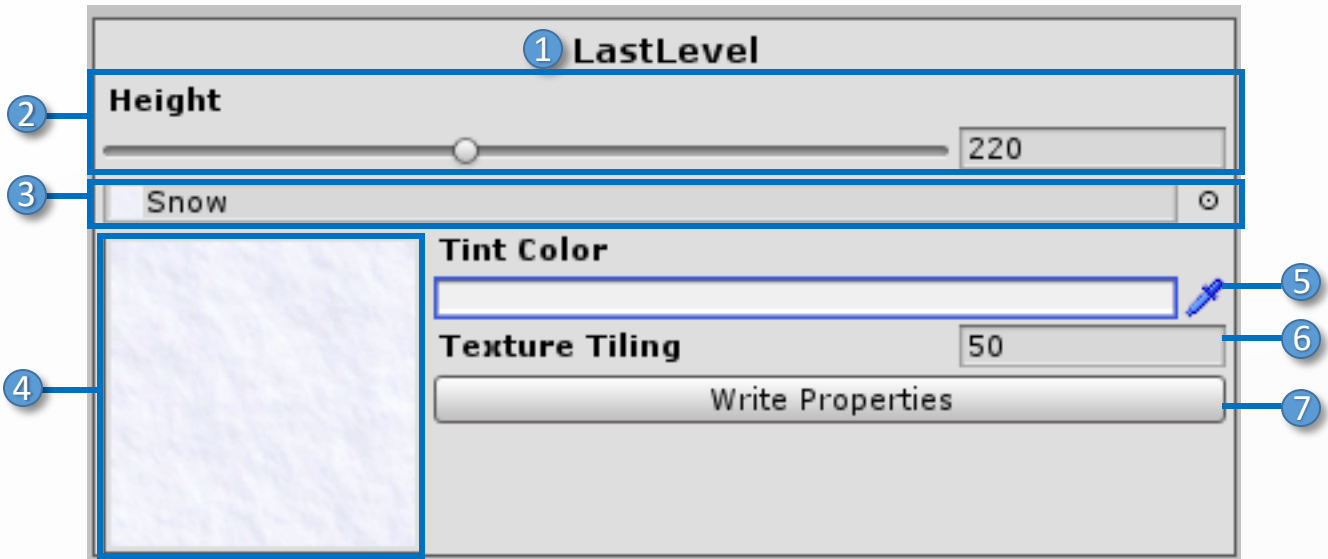 1 LastLevel
2 Height
220
3 Snow
Tint Color
5
Texture Tiling 50 6
4 Write Properties 7